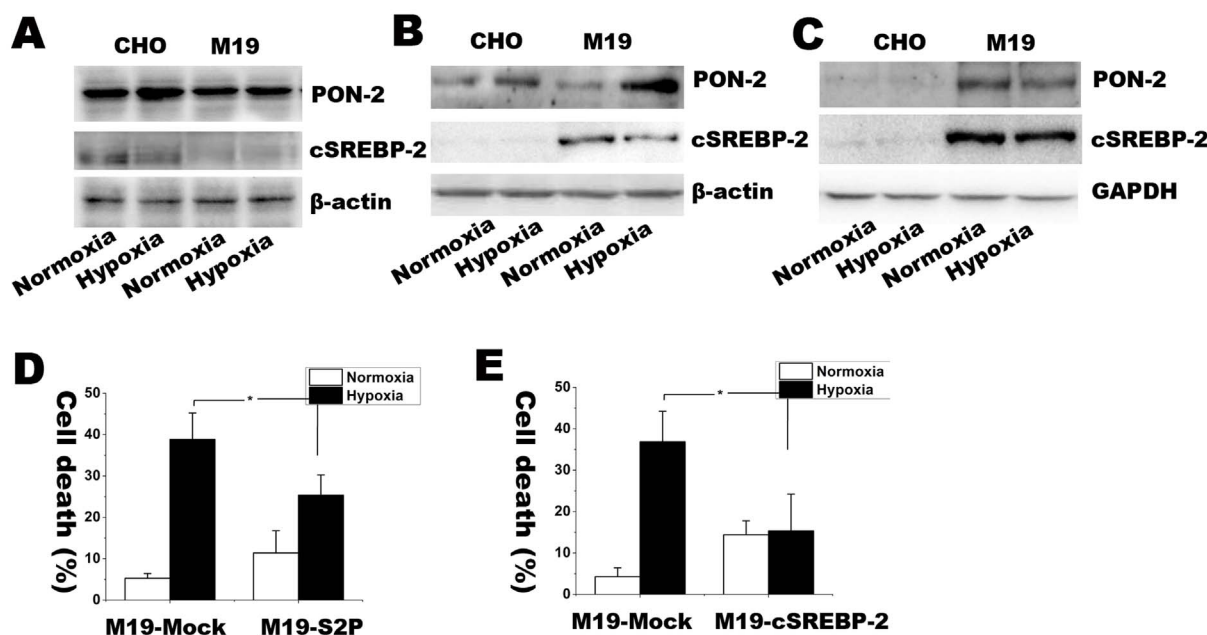 A
CHO M19
PON-2
cSREBP-2
β-actin
Normoxia
Hypoxia
Normoxia
Hypoxia
B
CHO M19
PON-2
cSREBP-2
β-actin
Normoxia
Hypoxia
Normoxia
Hypoxia
C
CHO M19
PON-2
cSREBP-2
GAPDH
Normoxia
Hypoxia
Normoxia
Hypoxia
D
Normoxia
Hypoxia
*
Cell death (%)
50
40
30
20
10
0
M19-Mock M19-S2P
E
Normoxia
Hypoxia
*
Cell death (%)
50
40
30
20
10
0
M19-Mock M19-cSREBP-2